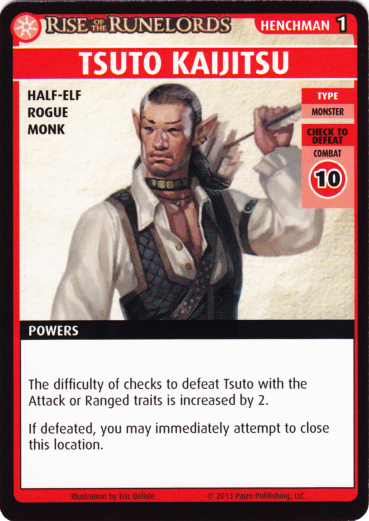 RISE OF THE RUNELORDS HENCHMAN 1
TSUTO KAIJITSU
HALF-ELF
ROGUE
MONK
TYPE
MONSTER
CHECK TO
DEFEAT
COMBAT
10
POWERS
The difficulty of checks to defeat Tsuto with the
Attack or Ranged traits is increased by 2.
If defeated, you may immediately attempt to close
this location.
Illustration by Eric Belisle © 2013 Paizo Publishing, LLC.